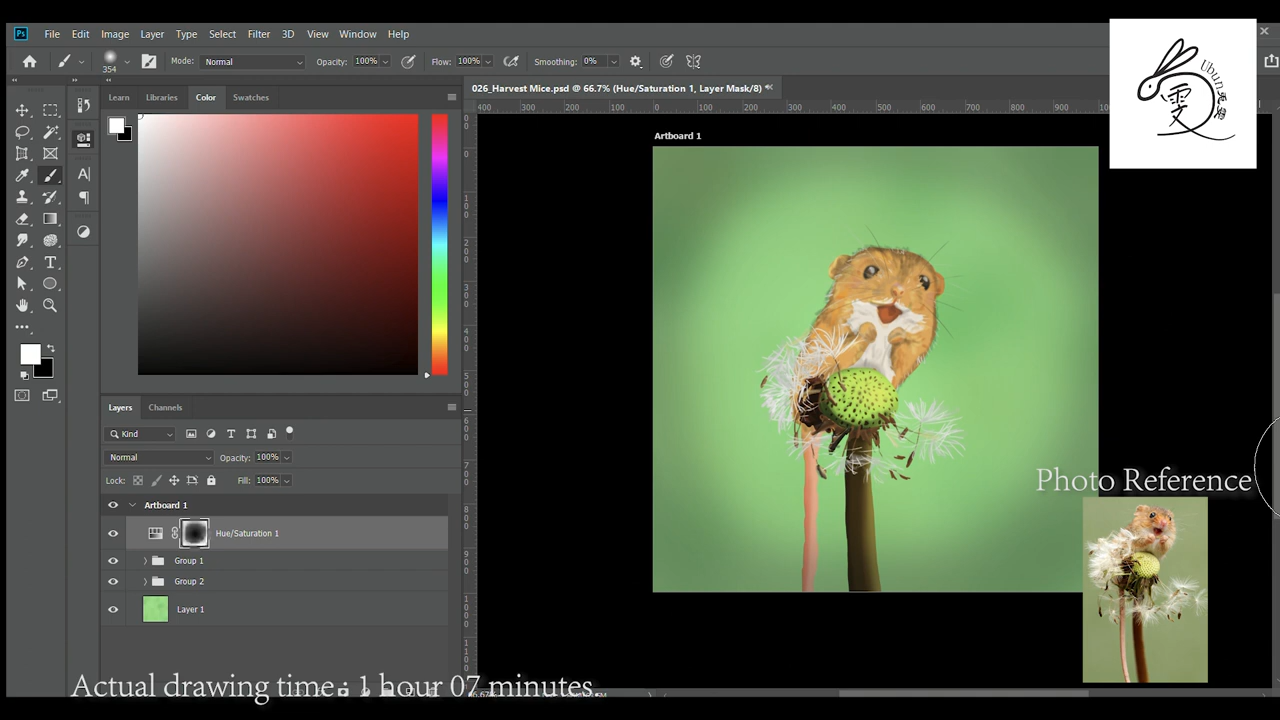 Ps File Edit Image Layer Type Select Filter 3D View Window Help
354 Mode: Normal Opacity: 100% Flow: 100% Smoothing: 0%
Learn Libraries Color Swatches
026_Harvest Mice.psd @ 66.7% (Hue/Saturation 1, Layer Mask/8) *
400 300 200 100 0 100 200 300 400 500 600 700 800 900
Artboard 1
Ubun
雯
Layers Channels
Kind
Normal Opacity: 100%
Lock: Fill: 100%
Artboard 1
Hue/Saturation 1
Group 1
Group 2
Layer 1
Photo Reference
Actual drawing time : 1 hour 07 minutes